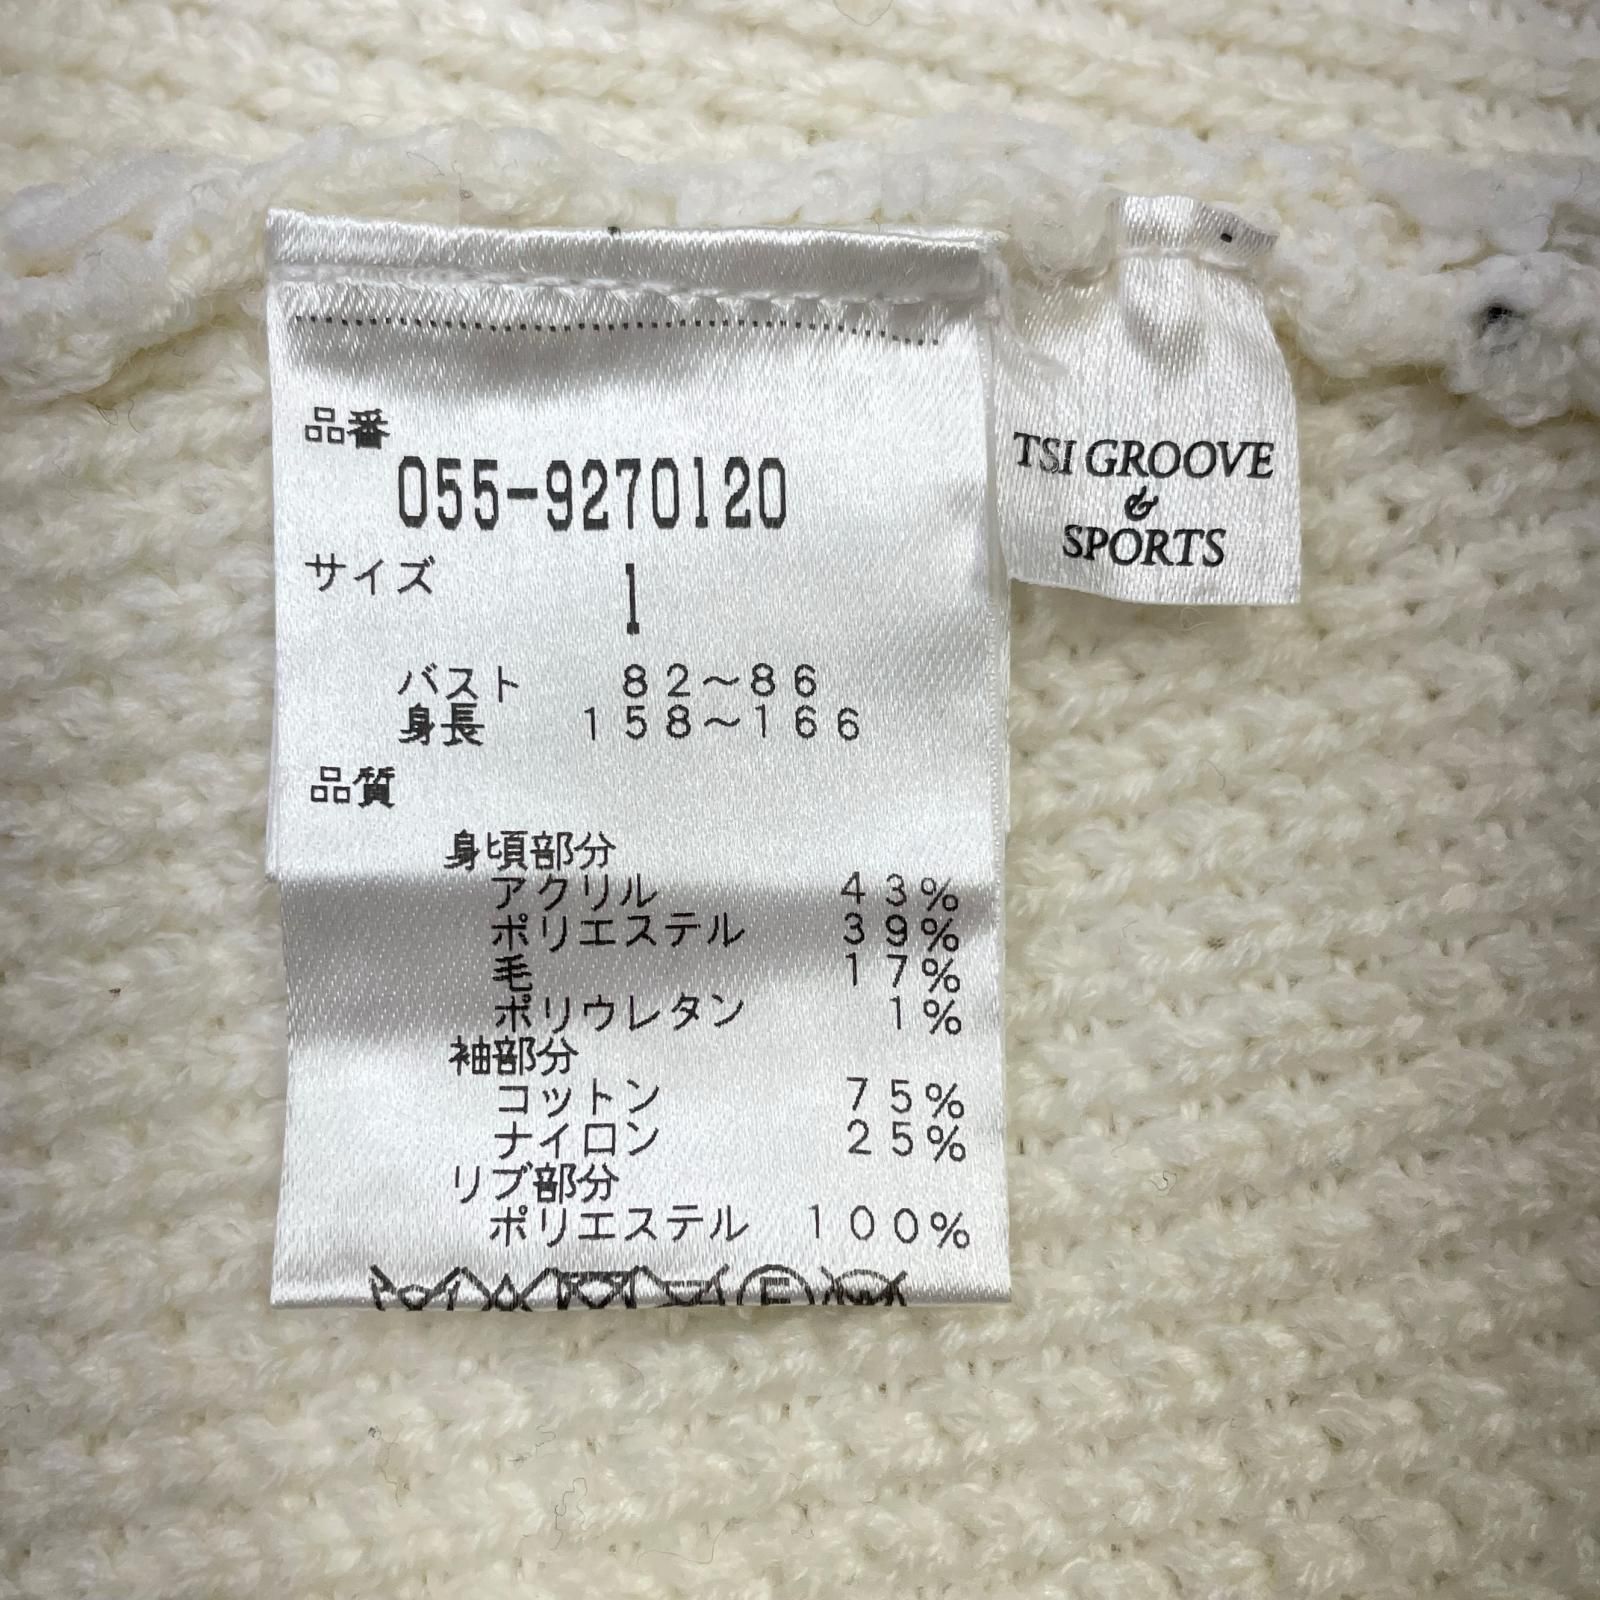 品番
055-9270120
サイズ
1
バスト 82～86
身長 158～166
品質
身頃部分
アクリル 43%
ポリエステル 39%
毛 17%
ポリウレタン 1%
袖部分
コットン 75%
ナイロン 25%
リブ部分
ポリエステル 100%
TSI GROOVE
&
SPORTS